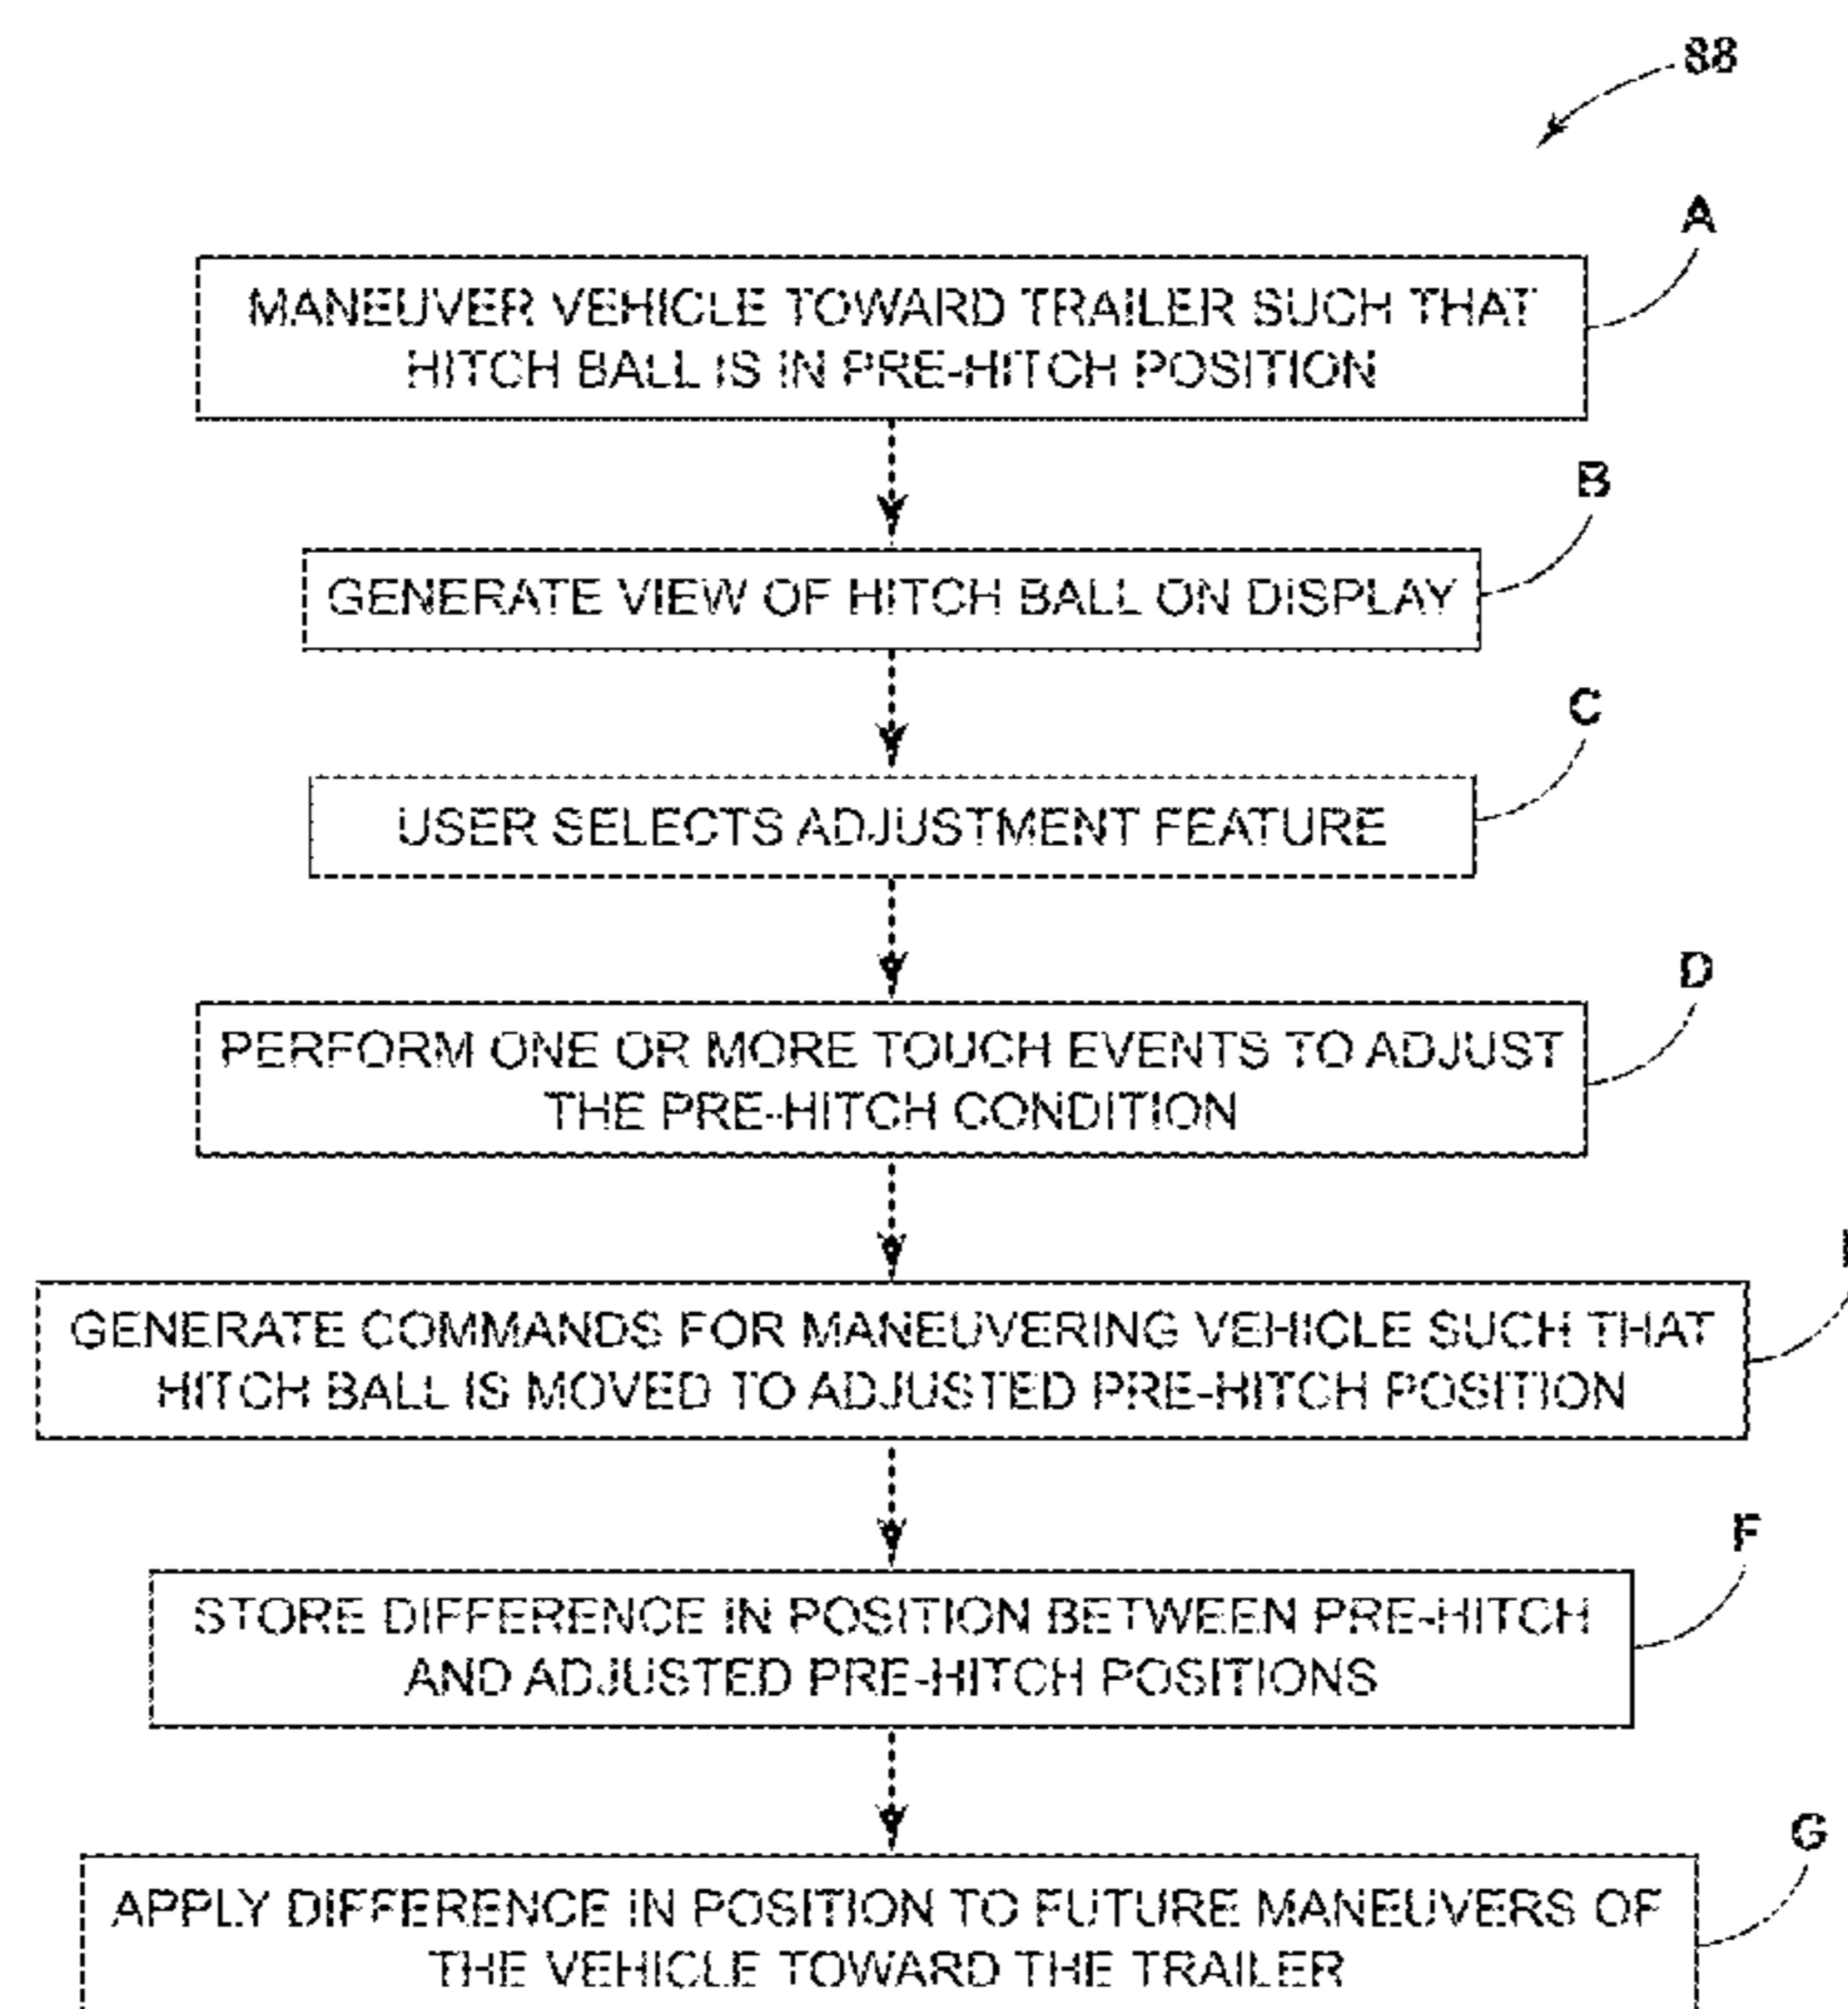 88
A
MANEUVER VEHICLE TOWARD TRAILER SUCH THAT
HITCH BALL IS IN PRE-HITCH POSITION
B
GENERATE VIEW OF HITCH BALL ON DISPLAY
C
USER SELECTS ADJUSTMENT FEATURE
D
PERFORM ONE OR MORE TOUCH EVENTS TO ADJUST
THE PRE-HITCH CONDITION
GENERATE COMMANDS FOR MANEUVERING VEHICLE SUCH THAT
HITCH BALL IS MOVED TO ADJUSTED PRE-HITCH POSITION
F
STORE DIFFERENCE IN POSITION BETWEEN PRE-HITCH
AND ADJUSTED PRE-HITCH POSITIONS
G
APPLY DIFFERENCE IN POSITION TO FUTURE MANEUVERS OF
THE VEHICLE TOWARD THE TRAILER